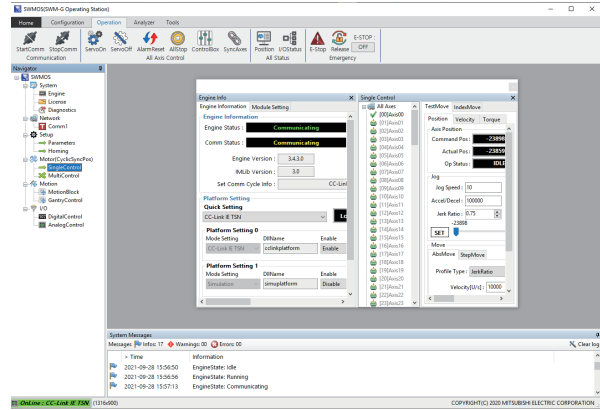 SWMOS(SWM-G Operating Station)
Home Configuration Operation Analyzer Tools
StartComm StopComm ServoOn ServoOff AlarmReset AllStop ControlBox SyncAxes Position I/OStatus E-Stop Release E-STOP : OFF
Communication All Axis Control All Status Emergency
Navigator
SWMOS
System
Engine
License
Diagnostics
Network
Comm1
Setup
Parameters
Homing
Motor(CyclicSyncPos)
SingleControl
MultiControl
Motion
MotionBlock
GantryControl
I/O
DigitalControl
AnalogControl
Engine Info
Engine Information Module Setting
Engine Information
Engine Status : Communicating
Comm Status : Communicating
Engine Version : 3.4.3.0
IMLib Version : 3.0
Set Comm Cycle Info : CC-Link
Platform Setting
Quick Setting
CC-Link IE TSN Lo
Platform Setting 0
Mode Setting DllName Enable
CC-Link IE TSN cclinkplatform Enable
Platform Setting 1
Mode Setting DllName Enable
Simulation simuplatform Disable
Single Control
All Axes
[00]Axis00
[01]Axis01
[02]Axis02
[03]Axis03
[04]Axis04
[05]Axis05
[06]Axis06
[07]Axis07
[08]Axis08
[09]Axis09
[10]Axis10
[11]Axis11
[12]Axis12
[13]Axis13
[14]Axis14
[15]Axis15
[16]Axis16
[17]Axis17
[18]Axis18
[19]Axis19
[20]Axis20
[21]Axis21
[22]Axis22
[23]Axis23
TestMove IndexMove
Position Velocity Torque
Axis Position
Command Pos : -23898
Actual Pos : -23859
Op Status : IDLE
Jog
Jog Speed : 10
Accel/Decel : 100000
Jerk Ratio : 0.75
-23898
SET
Move
AbsMove StepMove
Profile Type : JerkRatio
Velocity[U/s] : 10000
System Messages
Messages Infos: 17 Warnings: 00 Errors: 00 Clear log
Time Information
2021-09-28 15:56:50 EngineState: Idle
2021-09-28 15:56:56 EngineState: Running
2021-09-28 15:57:13 EngineState: Communicating
OnLine : CC-Link IE TSN (1316x900) COPYRIGHT(C) 2020 MITSUBISHI ELECTRIC CORPORATION